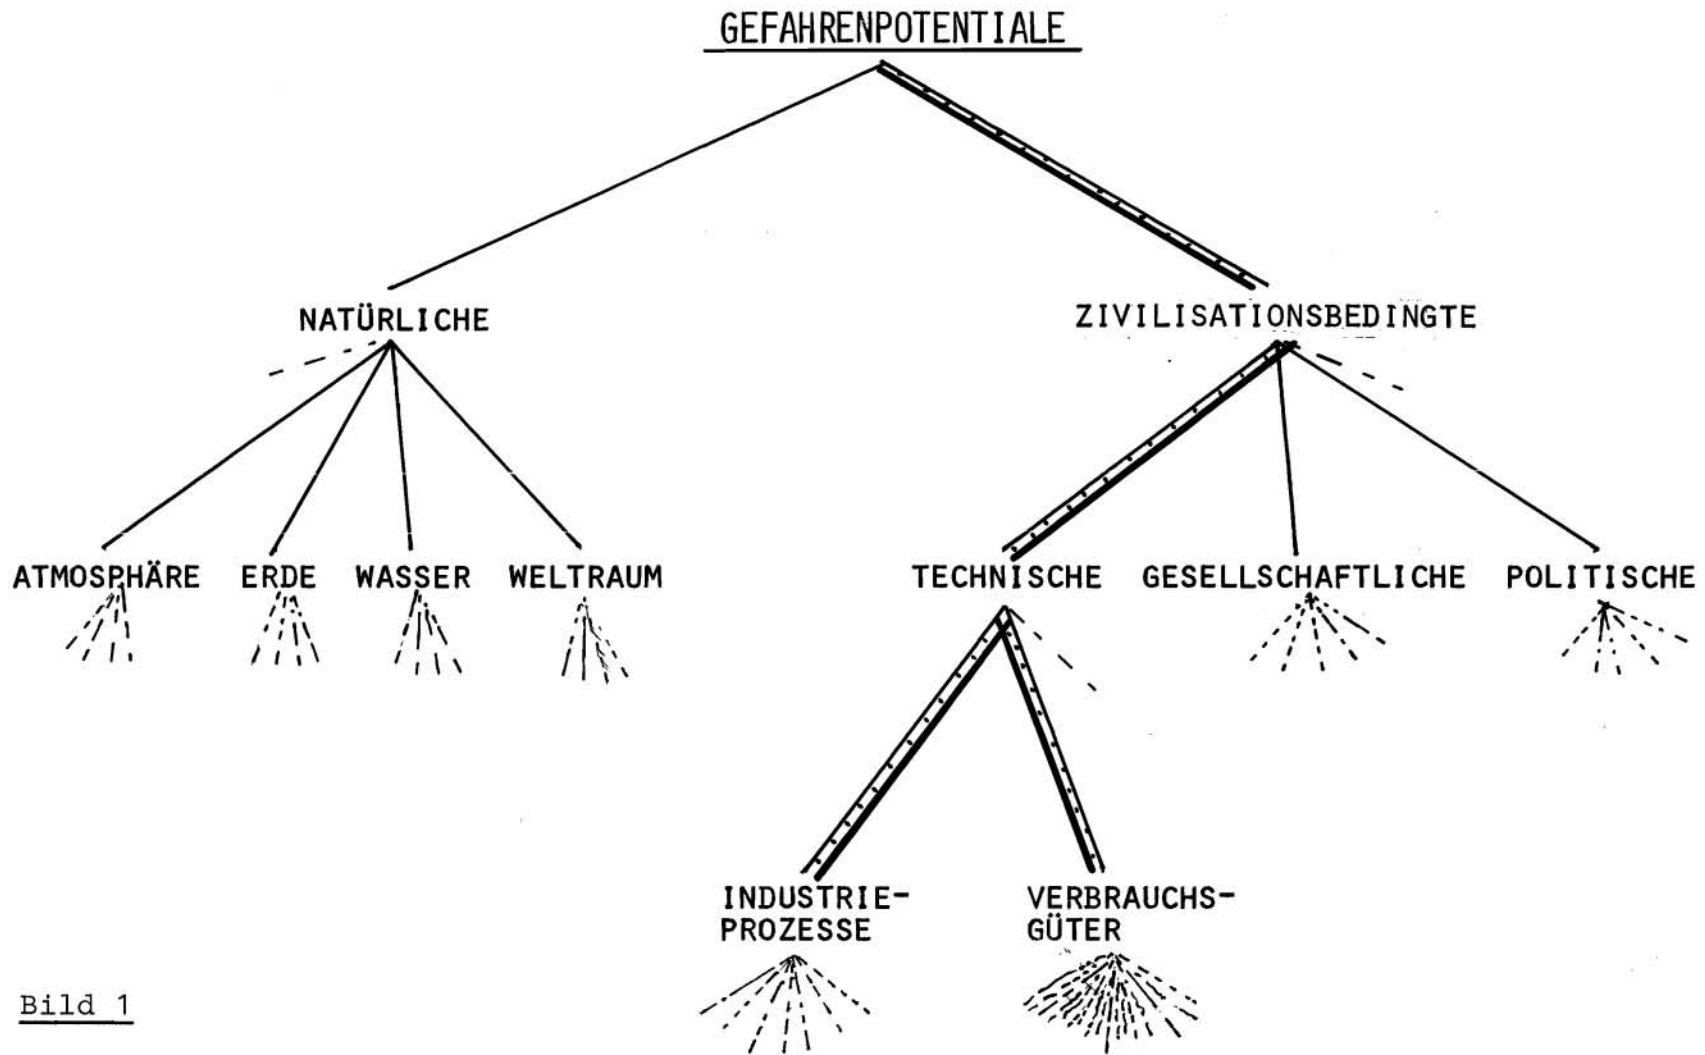 GEFAHRENPOTENTIALE
NATÜRLICHE
ZIVILISATIONSBEDINGTE
ATMOSPHÄRE ERDE WASSER WELTRAUM
TECHNISCHE GESELLSCHAFTLICHE POLITISCHE
INDUSTRIE-
PROZESSE
VERBRAUCHS-
GÜTER
Bild 1